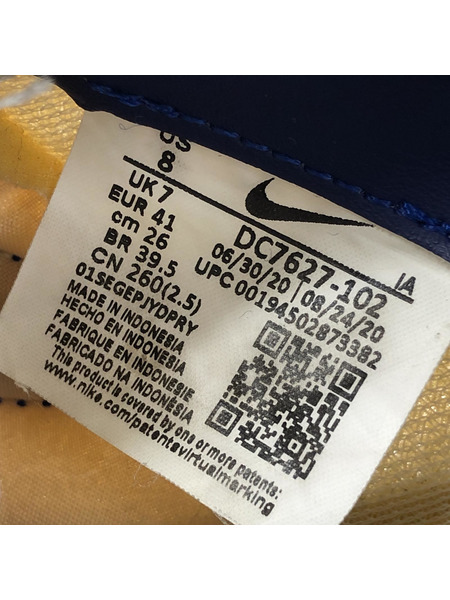 US
8
UK 7
EUR 41
cm 26
BR 39.5
CN 260(2.5)
01SEGEPJYDPRY
MADE IN INDONESIA
HECHO EN INDONESIA
FABRIQUE EN INDONESIE
FABRICADO NA INDONÉSIA
This product is covered by one or more patents:
www.nike.com/patentsvirtualmarking
DC7627-102 IA
06/30/20 | 08/24/20
UPC 00194502873382